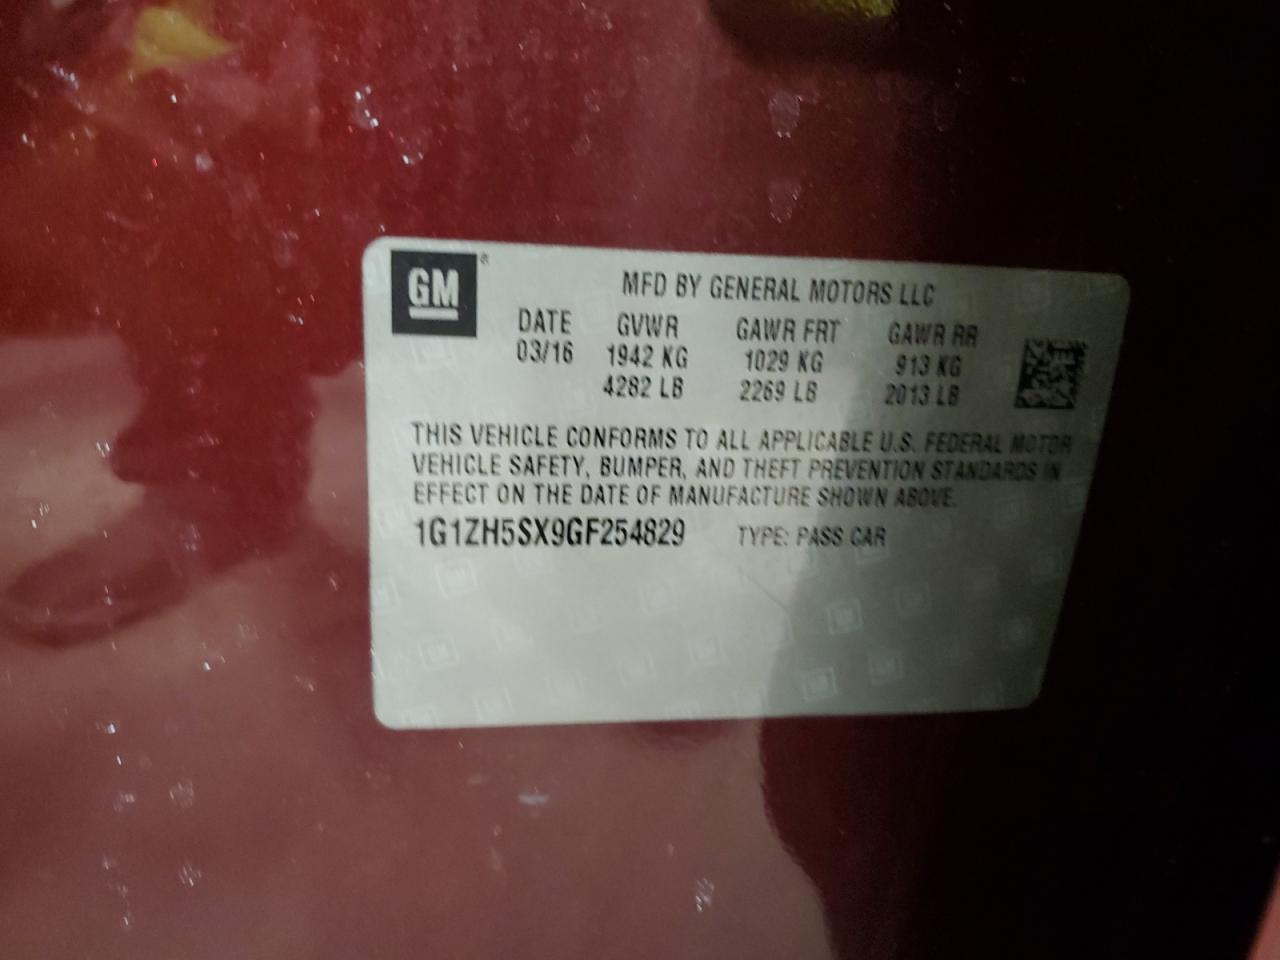 GM®
MFD BY GENERAL MOTORS LLC
DATE GVWR GAWR FRT GAWR RR
03/16 1942 KG 1029 KG 913 KG
4282 LB 2269 LB 2013 LB
THIS VEHICLE CONFORMS TO ALL APPLICABLE U.S. FEDERAL MOTOR
VEHICLE SAFETY, BUMPER, AND THEFT PREVENTION STANDARDS IN
EFFECT ON THE DATE OF MANUFACTURE SHOWN ABOVE.
1G1ZH5SX9GF254829 TYPE: PASS CAR